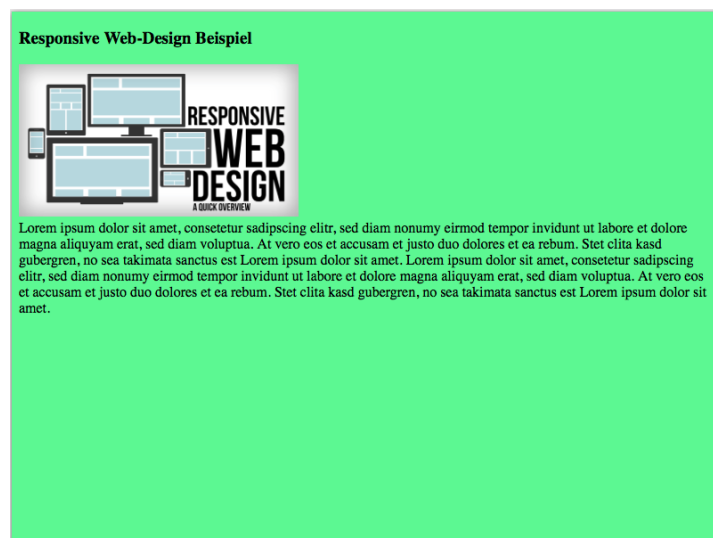 Responsive Web-Design Beispiel
RESPONSIVE
WEB
DESIGN
A QUICK OVERVIEW
Lorem ipsum dolor sit amet, consetetur sadipscing elitr, sed diam nonumy eirmod tempor invidunt ut labore et dolore
magna aliquyam erat, sed diam voluptua. At vero eos et accusam et justo duo dolores et ea rebum. Stet clita kasd
gubergren, no sea takimata sanctus est Lorem ipsum dolor sit amet. Lorem ipsum dolor sit amet, consetetur sadipscing
elitr, sed diam nonumy eirmod tempor invidunt ut labore et dolore magna aliquyam erat, sed diam voluptua. At vero eos
et accusam et justo duo dolores et ea rebum. Stet clita kasd gubergren, no sea takimata sanctus est Lorem ipsum dolor sit
amet.